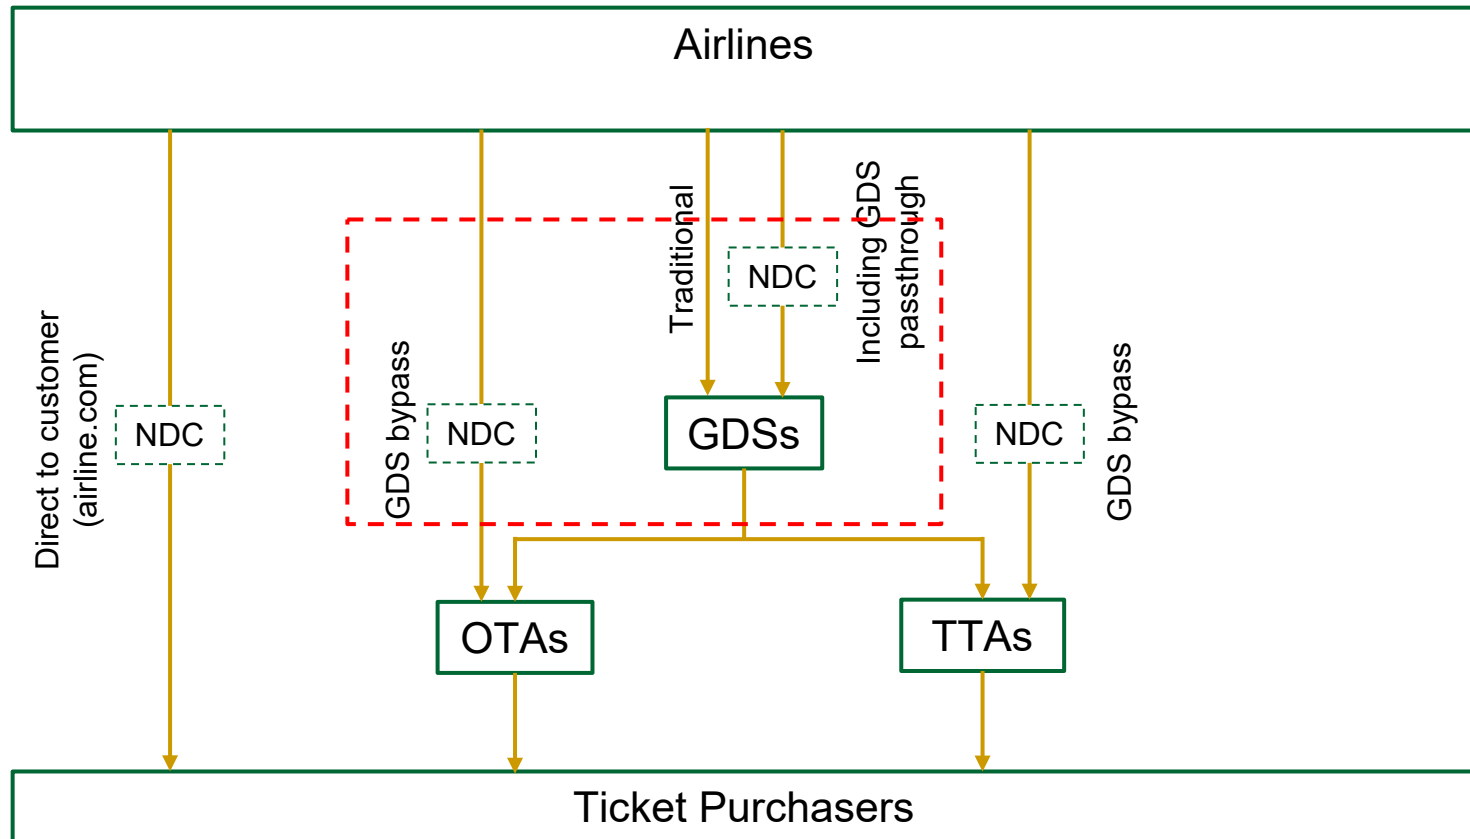 Airlines
Traditional
Including GDS
passthrough
NDC
Direct to customer
(airline.com)
NDC
GDS bypass
NDC
GDSs
NDC
GDS bypass
OTAs
TTAs
Ticket Purchasers